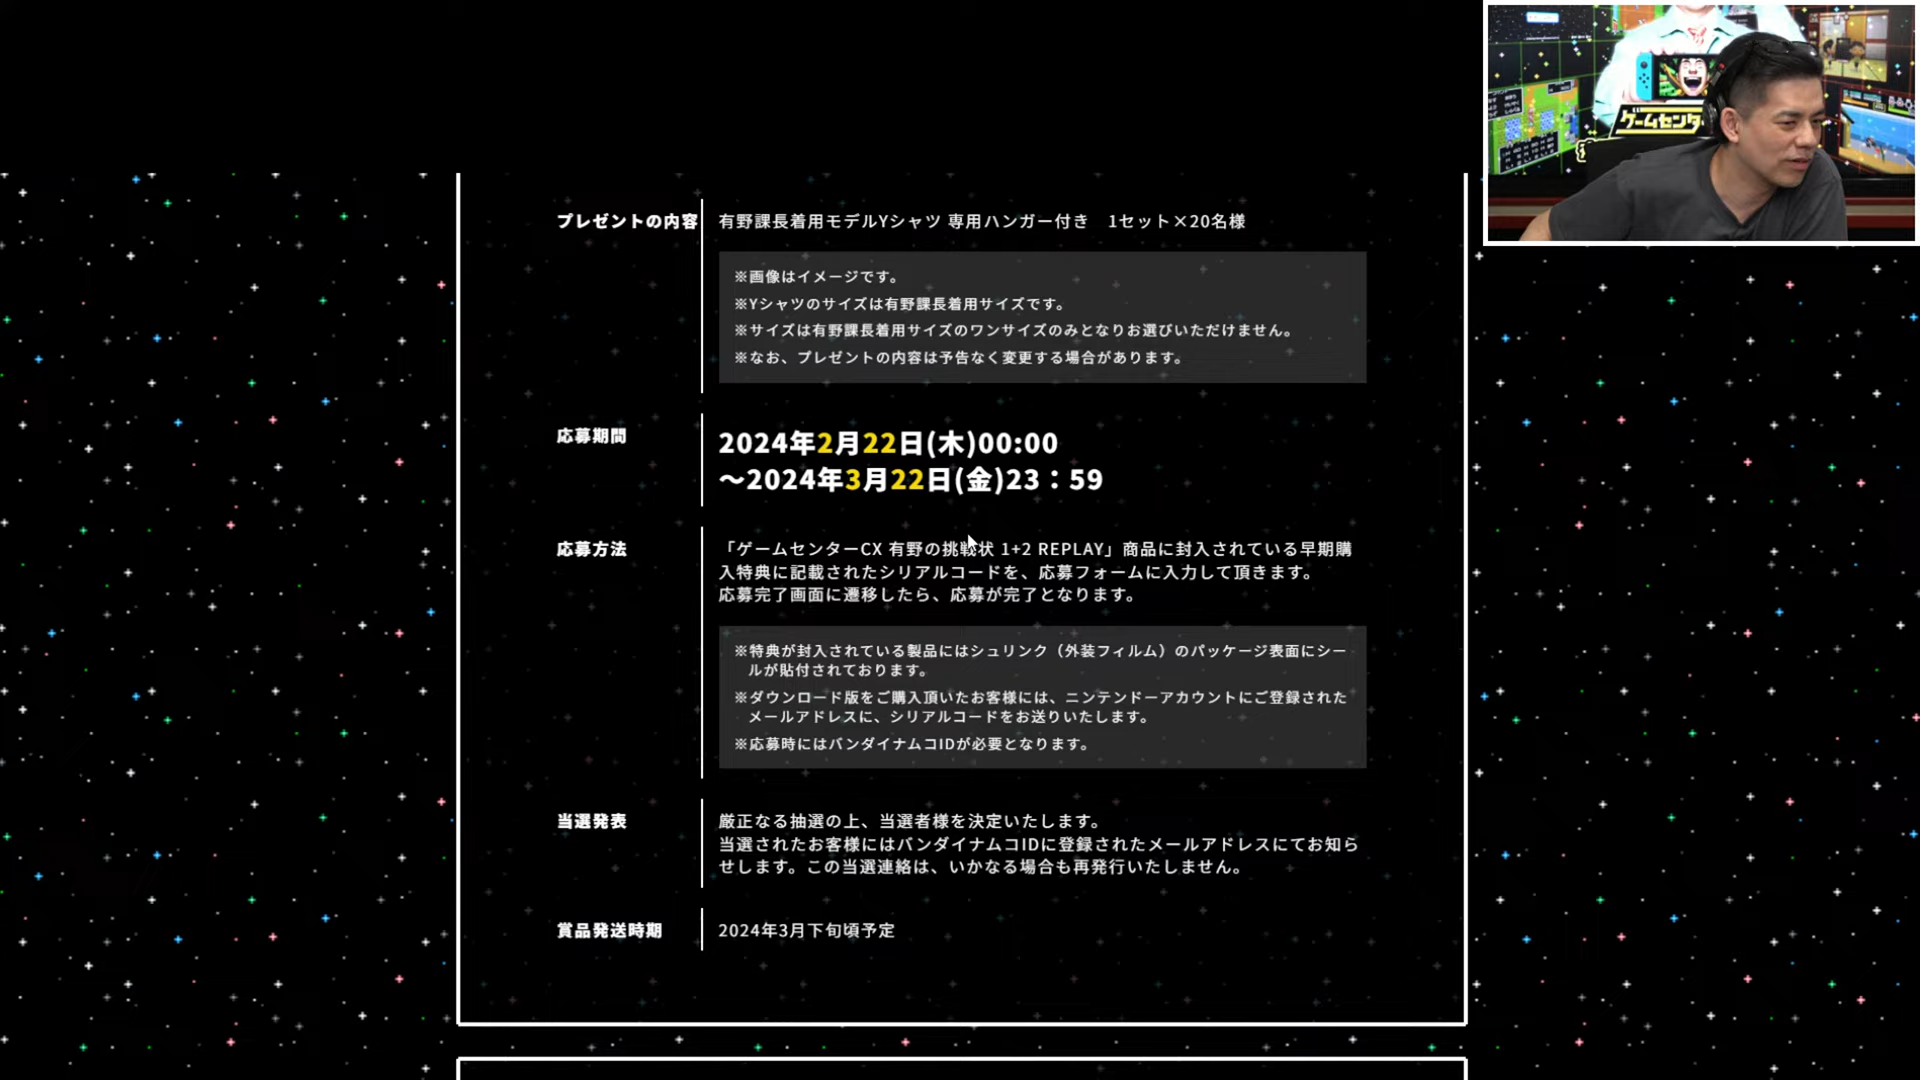 プレゼントの内容
有野課長着用モデルYシャツ 専用ハンガー付き　1セット×20名様
※画像はイメージです。
※Yシャツのサイズは有野課長着用サイズです。
※サイズは有野課長着用サイズのワンサイズのみとなりお選びいただけません。
※なお、プレゼントの内容は予告なく変更する場合があります。
応募期間
2024年2月22日(木)00:00
～2024年3月22日(金)23：59
応募方法
「ゲームセンターCX 有野の挑戦状 1+2 REPLAY」商品に封入されている早期購
入特典に記載されたシリアルコードを、応募フォームに入力して頂きます。
応募完了画面に遷移したら、応募が完了となります。
※特典が封入されている製品にはシュリンク（外装フィルム）のパッケージ表面にシー
ルが貼付されております。
※ダウンロード版をご購入頂いたお客様には、ニンテンドーアカウントにご登録された
メールアドレスに、シリアルコードをお送りいたします。
※応募時にはバンダイナムコIDが必要となります。
当選発表
厳正なる抽選の上、当選者様を決定いたします。
当選されたお客様にはバンダイナムコIDに登録されたメールアドレスにてお知ら
せします。この当選連絡は、いかなる場合も再発行いたしません。
賞品発送時期
2024年3月下旬頃予定
ゲームセンタ